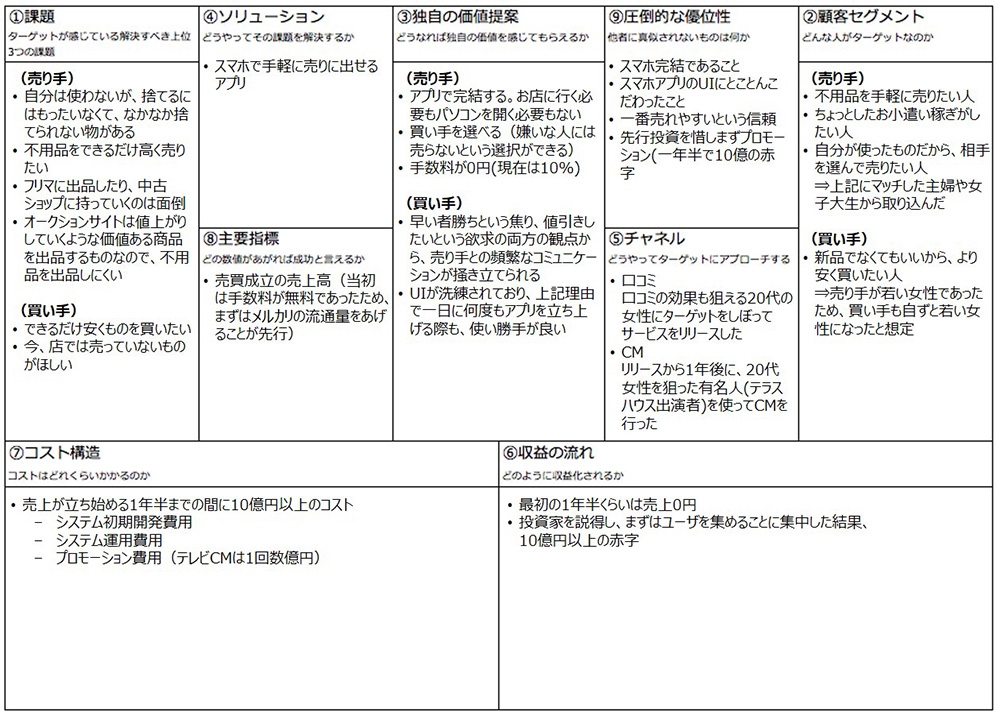 ①課題
ターゲットが感じている解決すべき上位
3つの課題
（売り手）
• 自分は使わないが、捨てるに
はもったいなくて、なかなか捨
てられない物がある
• 不用品をできるだけ高く売り
たい
• フリマに出品したり、中古
ショップに持っていくのは面倒
• オークションサイトは値上がり
していくような価値ある商品
を出品するものなので、不用
品を出品しにくい
（買い手）
• できるだけ安くものを買いたい
• 今、店では売っていないもの
がほしい
④ソリューション
どうやってその課題を解決するか
• スマホで手軽に売りに出せる
アプリ
⑧主要指標
どの数値があがれば成功と言えるか
• 売買成立の売上高（当初
は手数料が無料であったため、
まずはメルカリの流通量をあげ
ることが先行）
③独自の価値提案
どうなれば独自の価値を感じてもらえるか
（売り手）
• アプリで完結する。お店に行く必
要もパソコンを開く必要もない
• 買い手を選べる（嫌いな人には
売らないという選択ができる）
• 手数料が0円(現在は10%)
（買い手）
• 早い者勝ちという焦り、値引きし
たいという欲求の両方の観点か
ら、売り手との頻繁なコミュニケー
ションが掻き立てられる
• UIが洗練されており、上記理由
で一日に何度もアプリを立ち上
げる際も、使い勝手が良い
⑨圧倒的な優位性
他者に真似されないものは何か
• スマホ完結であること
• スマホアプリのUIにとことんこ
だわったこと
• 一番売れやすいという信頼
• 先行投資を惜しまずプロモー
ション(一年半で10億の赤
字
⑤チャネル
どうやってターゲットにアプローチする
• 口コミ
口コミの効果も狙える20代の
女性にターゲットをしぼって
サービスをリリースした
• CM
リリースから1年後に、20代
女性を狙った有名人(テラス
ハウス出演者)を使ってCMを
行った
②顧客セグメント
どんな人がターゲットなのか
（売り手）
• 不用品を手軽に売りたい人
• ちょっとしたお小遣い稼ぎがし
たい人
• 自分が使ったものだから、相手
を選んで売りたい人
⇒上記にマッチした主婦や女
子大生から取り込んだ
（買い手）
• 新品でなくてもいいから、より
安く買いたい人
⇒売り手が若い女性であった
ため、買い手も自ずと若い女
性になったと想定
⑦コスト構造
コストはどれくらいかかるのか
• 売上が立ち始める1年半までの間に10億円以上のコスト
− システム初期開発費用
− システム運用費用
− プロモーション費用（テレビCMは1回数億円）
⑥収益の流れ
どのように収益化されるか
• 最初の1年半くらいは売上0円
• 投資家を説得し、まずはユーザを集めることに集中した結果、
10億円以上の赤字